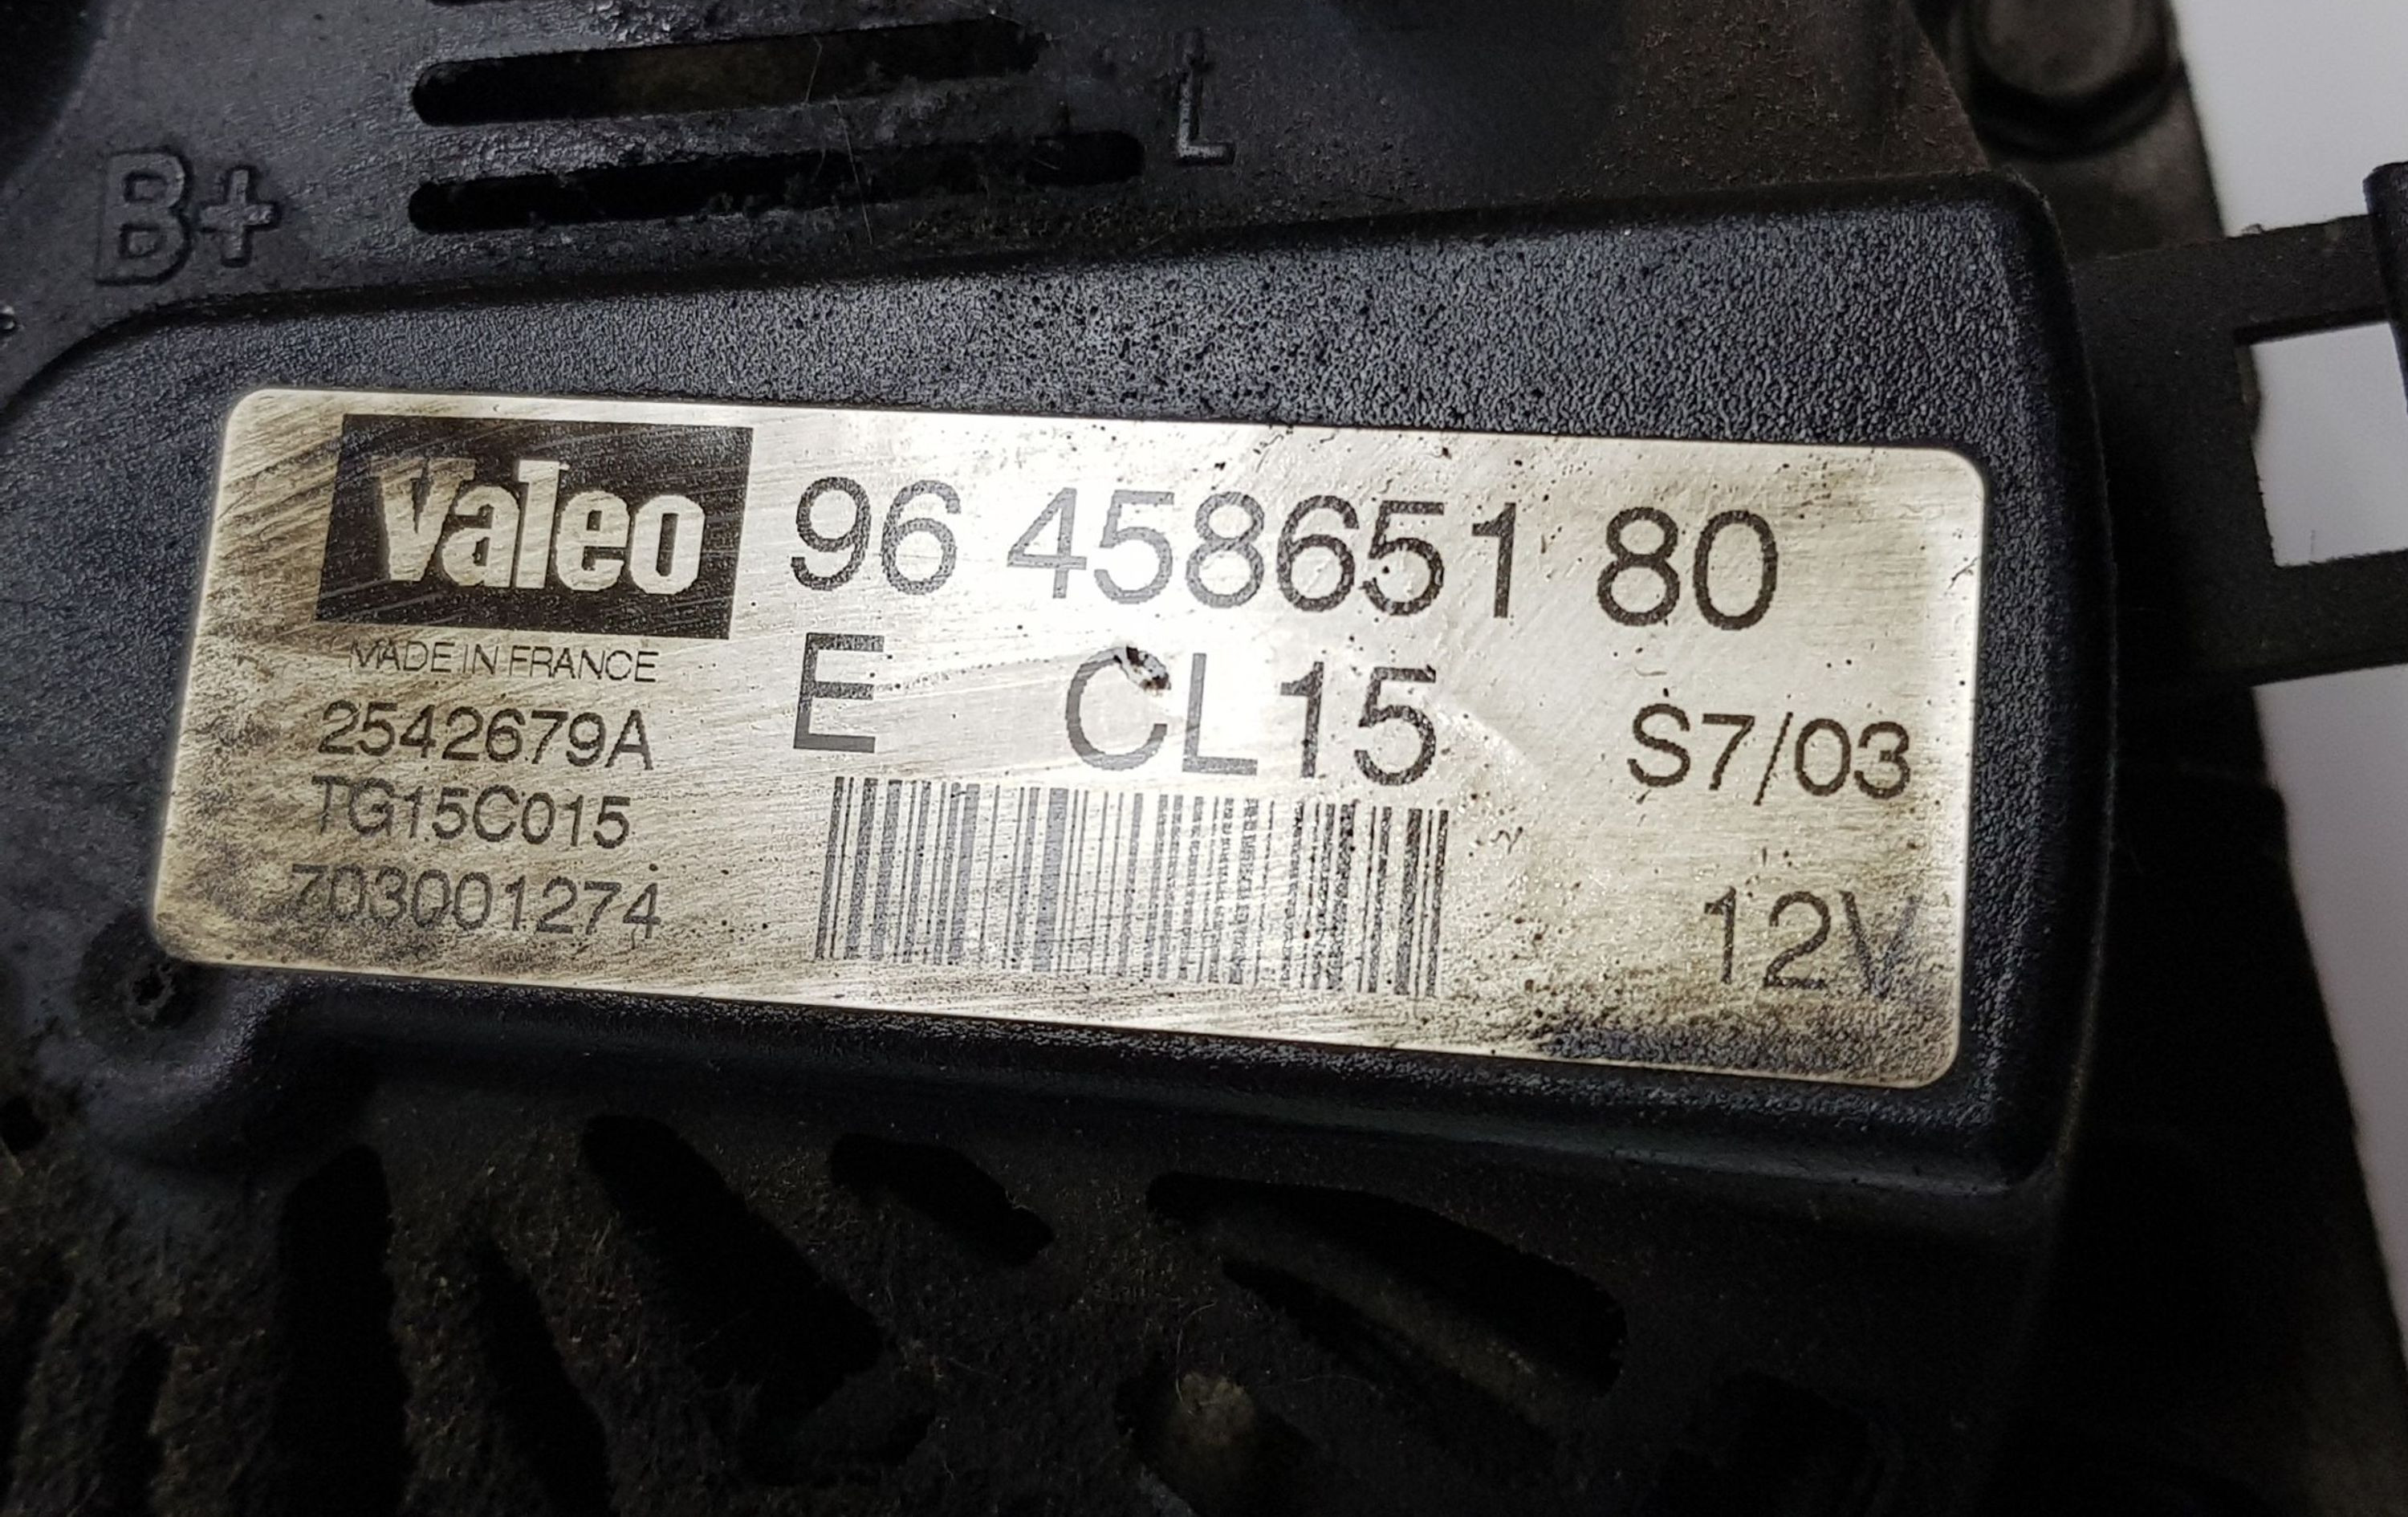 B+
L
Valeo
MADE IN FRANCE
2542679A
TG15C015
703001274
96 458651 80
E CL15
S7/03
12V